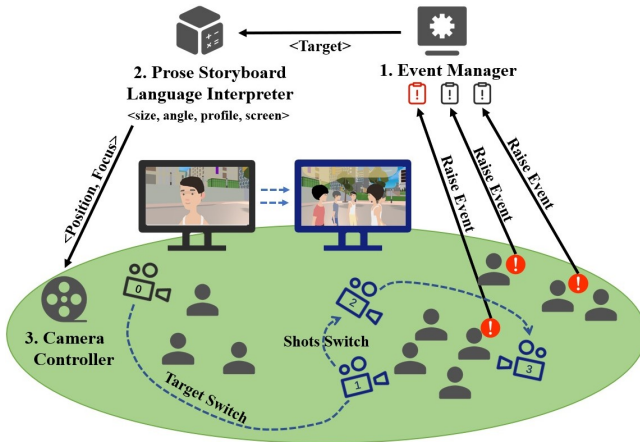 <Target>
1. Event Manager
2. Prose Storyboard
Language Interpreter
<size, angle, profile, screen>
<Position, Focus>
Raise Event
Raise Event
Raise Event
!
!
!
!
!
!
0
2
1
3
3. Camera
Controller
Shots Switch
Target Switch